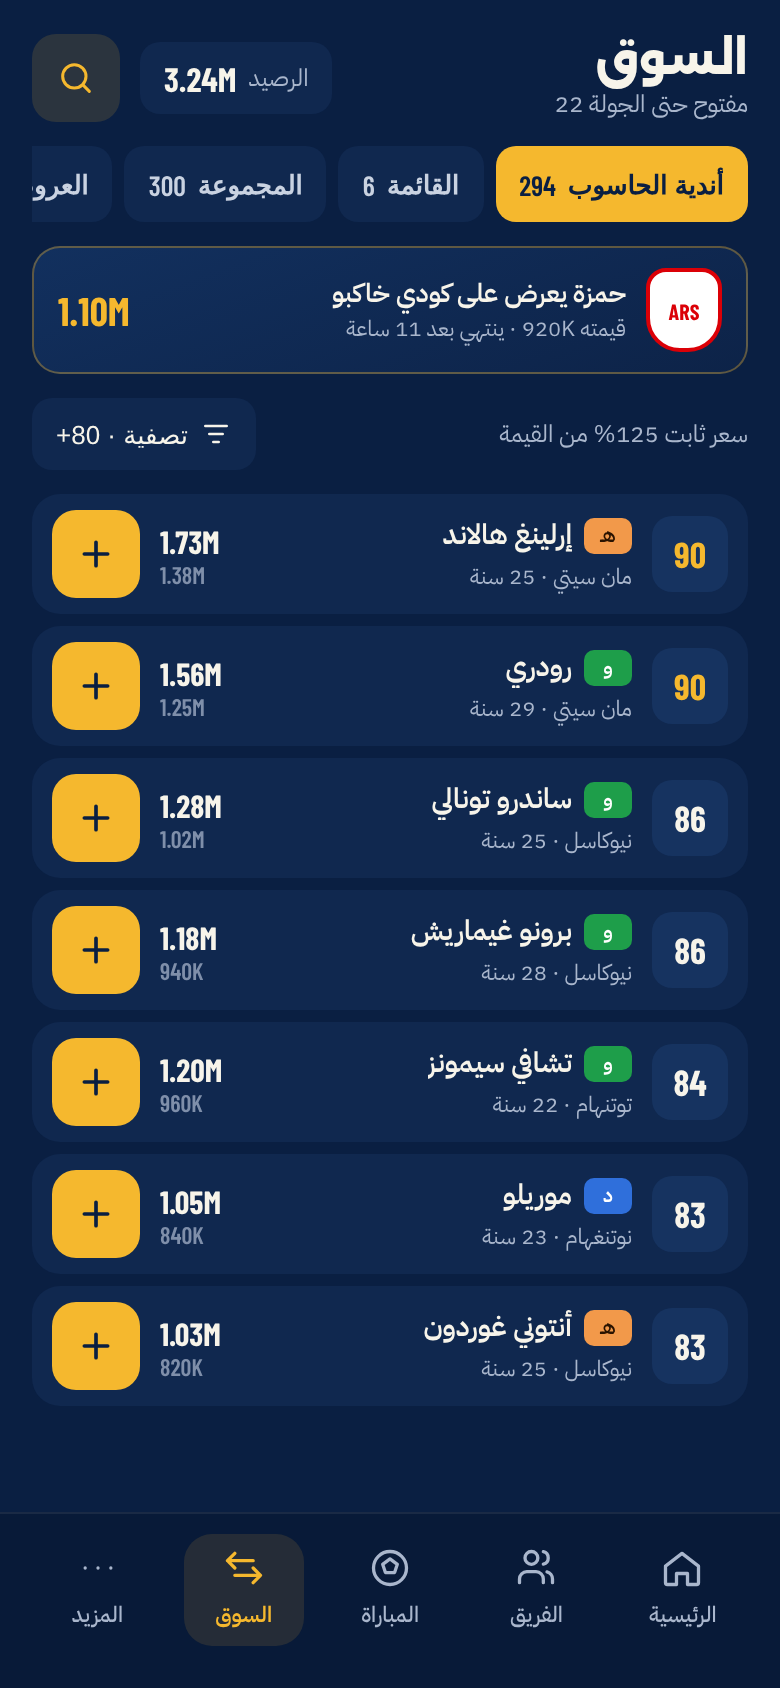 السوق
مفتوح حتى الجولة 22
الرصيد 3.24M
أندية الحاسوب 294
القائمة 6
المجموعة 300
ARS
حمزة يعرض على كودي خاكبو
قيمته 920K · ينتهي بعد 11 ساعة
1.10M
سعر ثابت 125% من القيمة
تصفية · 80+
90
هـ إرلينغ هالاند
مان سيتي · 25 سنة
1.73M
1.38M
90
و رودري
مان سيتي · 29 سنة
1.56M
1.25M
86
و ساندرو تونالي
نيوكاسل · 25 سنة
1.28M
1.02M
86
و برونو غيماريش
نيوكاسل · 28 سنة
1.18M
940K
84
و تشافي سيمونز
توتنهام · 22 سنة
1.20M
960K
83
د موريلو
نوتنغهام · 23 سنة
1.05M
840K
83
هـ أنتوني غوردون
نيوكاسل · 25 سنة
1.03M
820K
الرئيسية
الفريق
المباراة
السوق
المزيد